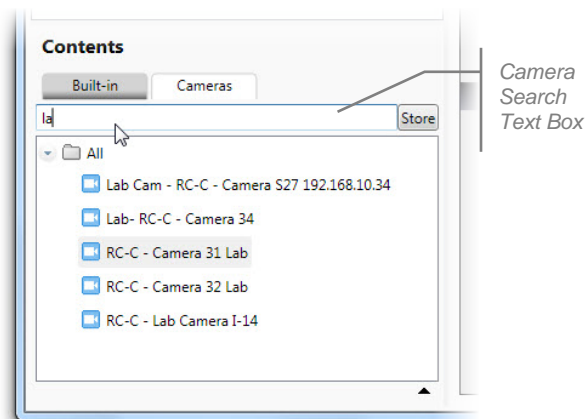 Contents
Built-in Cameras
la Store
All
Lab Cam - RC-C - Camera S27 192.168.10.34
Lab- RC-C - Camera 34
RC-C - Camera 31 Lab
RC-C - Camera 32 Lab
RC-C - Lab Camera I-14
Camera
Search
Text Box